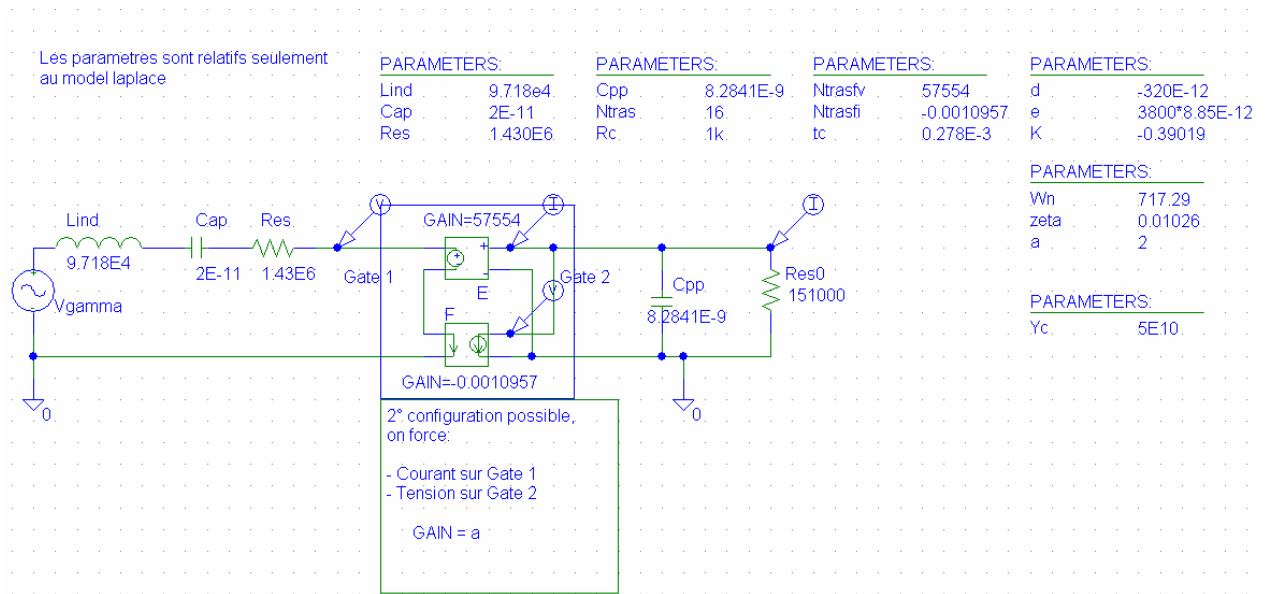 Les parametres sont relatifs seulement
au model laplace
PARAMETERS:
Lind 9.718e4
Cap 2E-11
Res 1.430E6
PARAMETERS:
Cpp 8.2841E-9
Ntras 16
Rc 1k
PARAMETERS:
Ntrasfv 57554
Ntrasfi -0.0010957
tc 0.278E-3
PARAMETERS:
d -320E-12
e 3800*8.85E-12
K -0.39019
PARAMETERS:
Wn 717.29
zeta 0.01026
a 2
PARAMETERS:
Yc 5E10
Lind
9.718E4
Cap
2E-11
Res
1.43E6
Vgamma
0
V
Gate 1
GAIN=57554
I
+
-
E
Gate 2
V
F
GAIN=-0.0010957
Cpp
8.2841E-9
I
Res0
151000
0
2° configuration possible,
on force:
- Courant sur Gate 1
- Tension sur Gate 2
GAIN = a